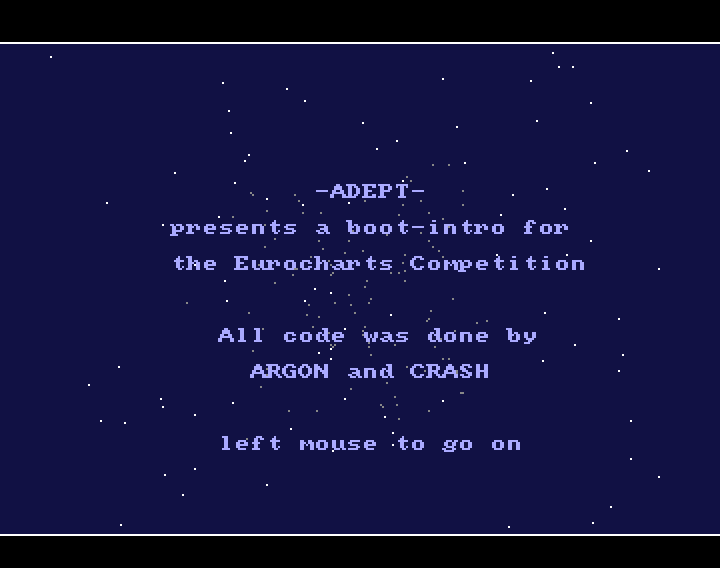 -ADEPT-
presents a boot-intro for
the Eurocharts Competition
All code was done by
ARGON and CRASH
left mouse to go on